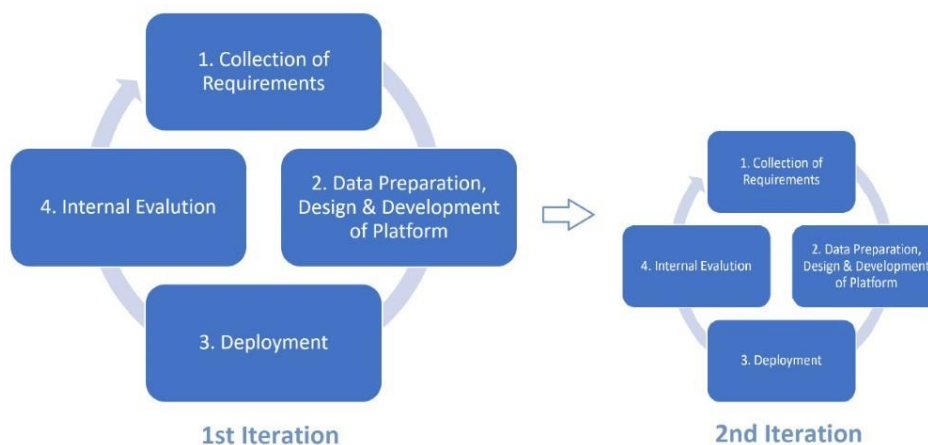 1. Collection of
Requirements
2. Data Preparation,
Design & Development
of Platform
3. Deployment
4. Internal Evalution
1st Iteration
1. Collection of
Requirements
2. Data Preparation,
Design & Development
of Platform
3. Deployment
4. Internal Evalution
2nd Iteration